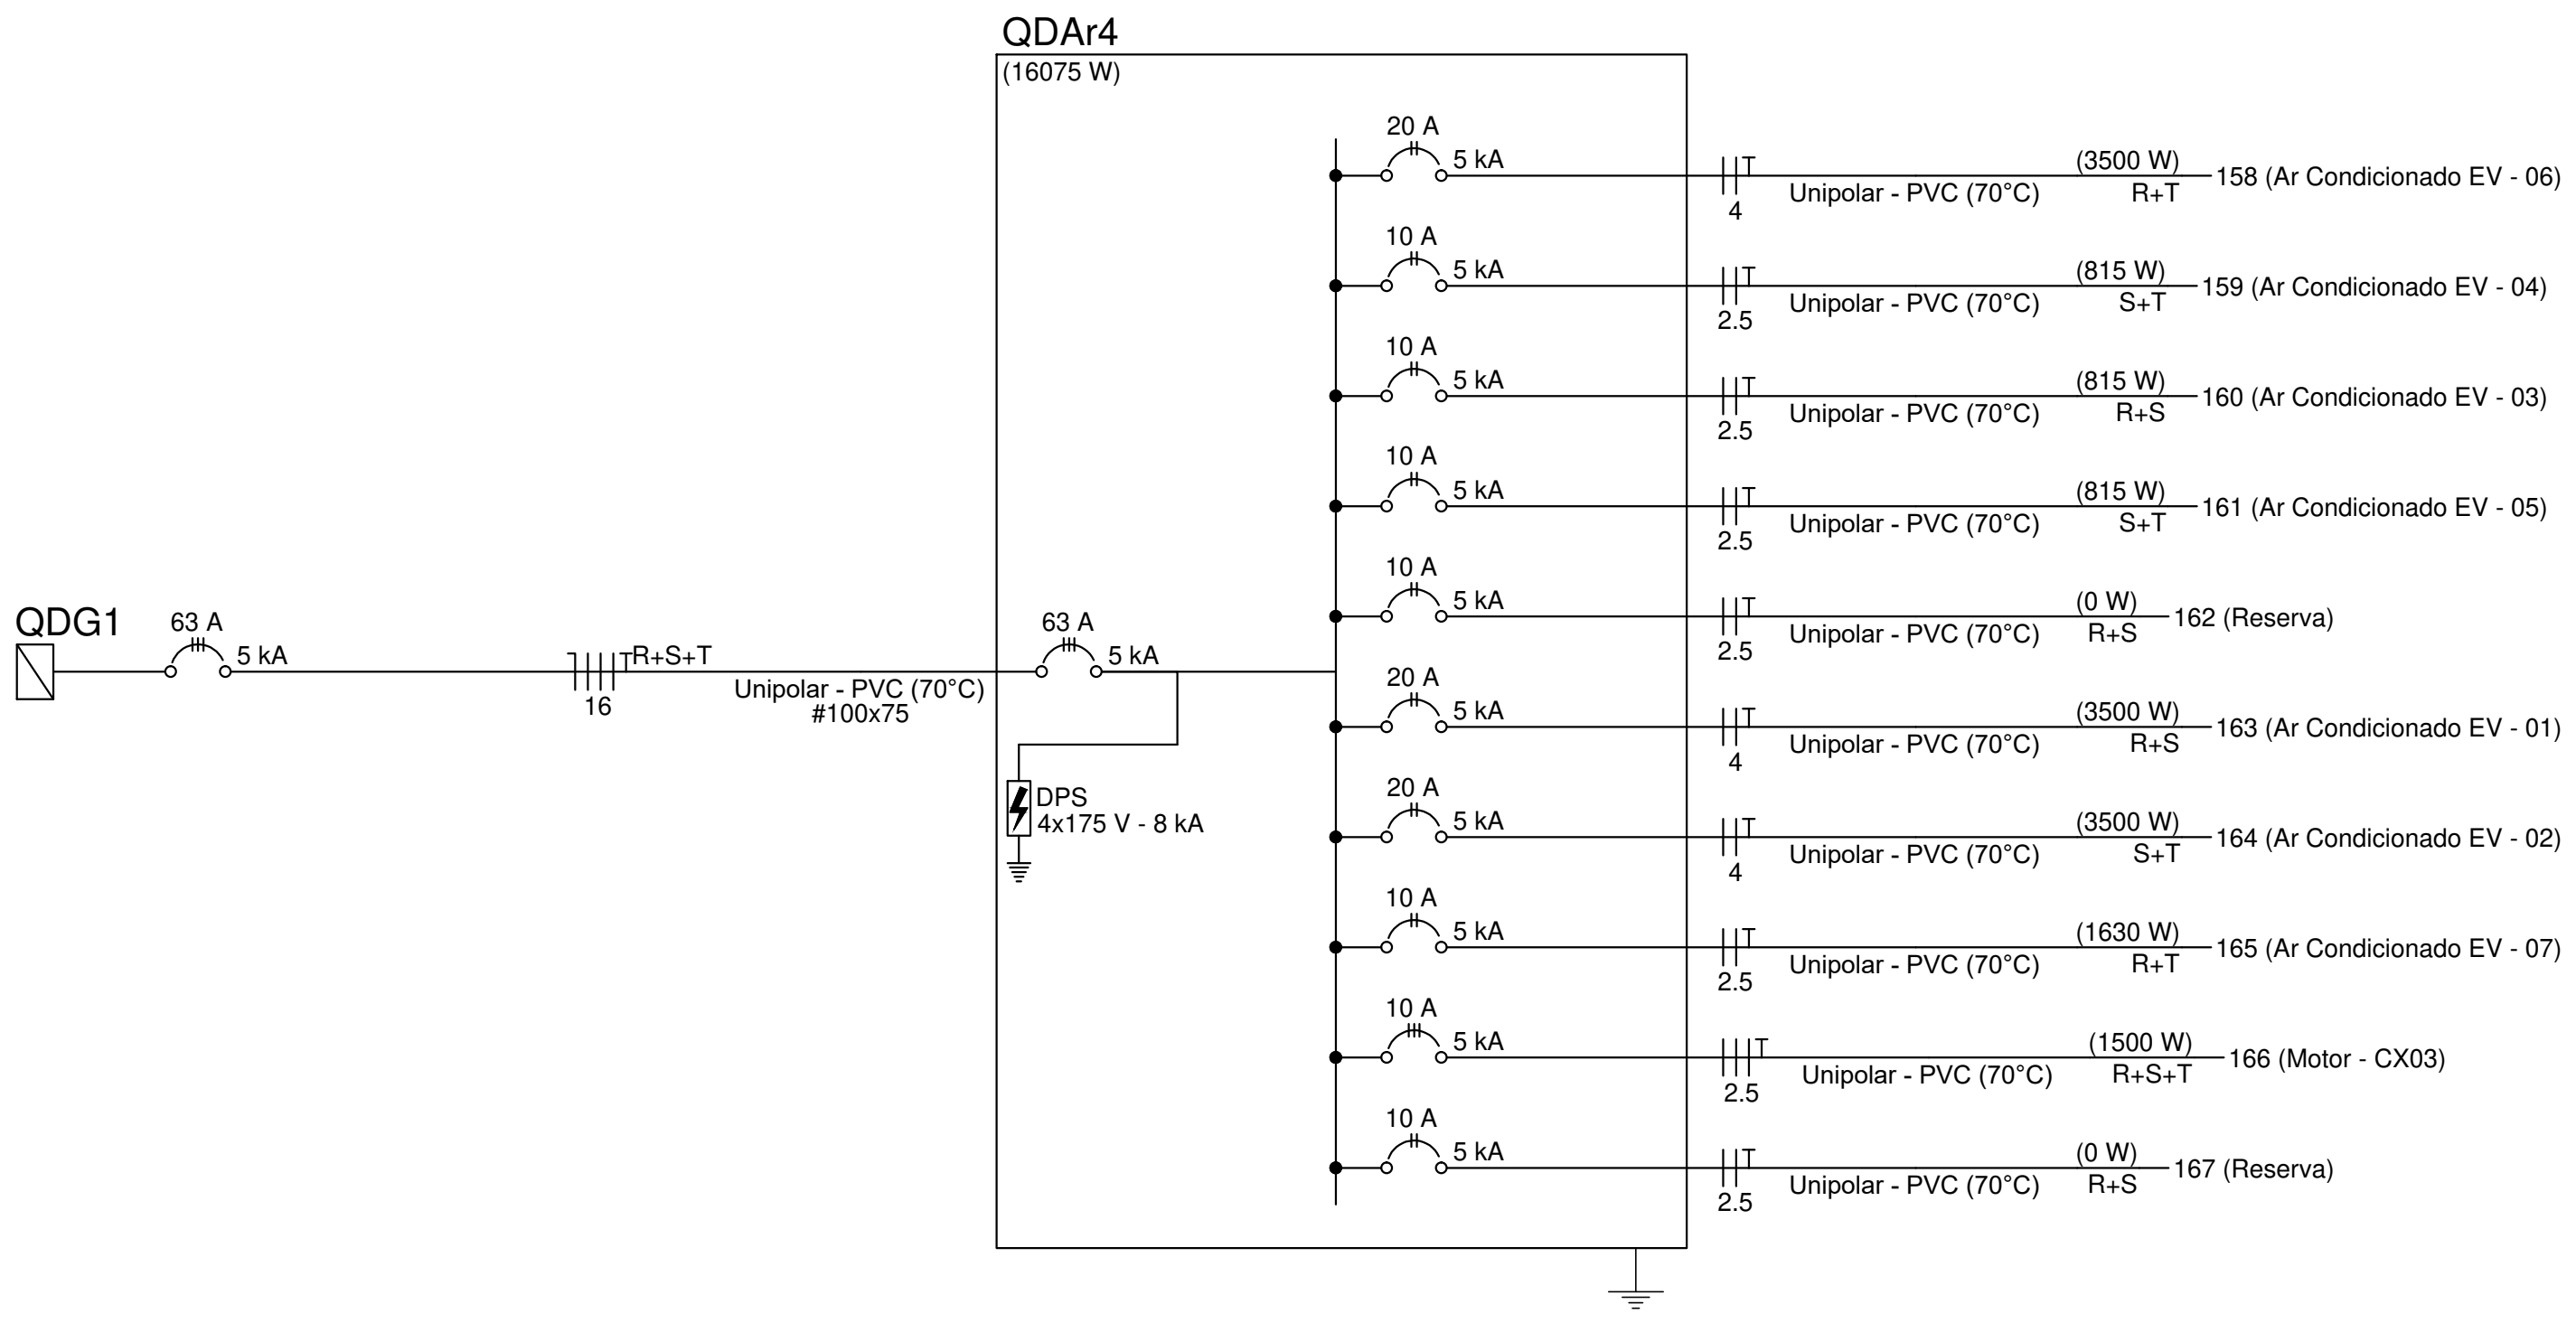 QDAr4
(16075 W)
20 A
5 kA
4
Unipolar - PVC (70°C)
(3500 W)
R+T
158 (Ar Condicionado EV - 06)
10 A
5 kA
2.5
Unipolar - PVC (70°C)
(815 W)
S+T
159 (Ar Condicionado EV - 04)
10 A
5 kA
2.5
Unipolar - PVC (70°C)
(815 W)
R+S
160 (Ar Condicionado EV - 03)
10 A
5 kA
2.5
Unipolar - PVC (70°C)
(815 W)
S+T
161 (Ar Condicionado EV - 05)
10 A
5 kA
2.5
Unipolar - PVC (70°C)
(0 W)
R+S
162 (Reserva)
QDG1
63 A
5 kA
T
R+S+T
16
Unipolar - PVC (70°C)
#100x75
63 A
5 kA
DPS
4x175 V - 8 kA
20 A
5 kA
4
Unipolar - PVC (70°C)
(3500 W)
R+S
163 (Ar Condicionado EV - 01)
20 A
5 kA
4
Unipolar - PVC (70°C)
(3500 W)
S+T
164 (Ar Condicionado EV - 02)
10 A
5 kA
2.5
Unipolar - PVC (70°C)
(1630 W)
R+T
165 (Ar Condicionado EV - 07)
10 A
5 kA
2.5
Unipolar - PVC (70°C)
(1500 W)
R+S+T
166 (Motor - CX03)
10 A
5 kA
2.5
Unipolar - PVC (70°C)
(0 W)
R+S
167 (Reserva)